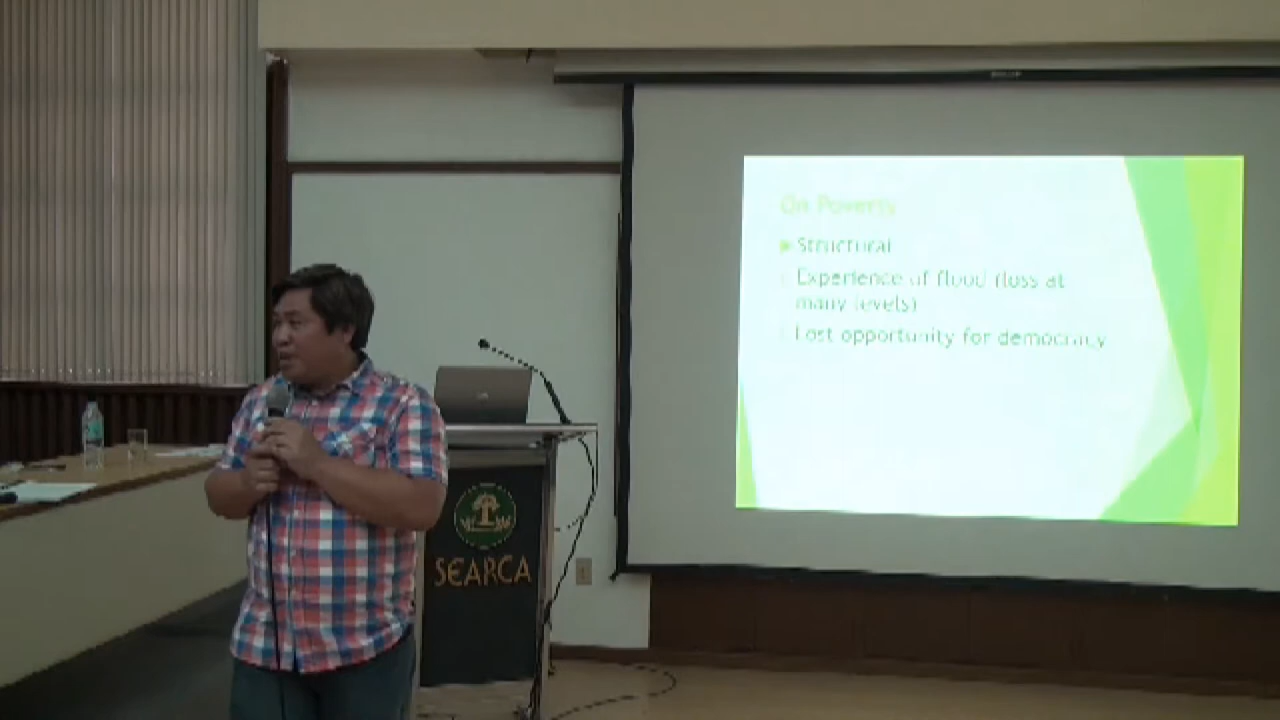 On Poverty
Structural
Experience of flood (loss at
many levels)
Lost opportunity for democracy
SEARCA